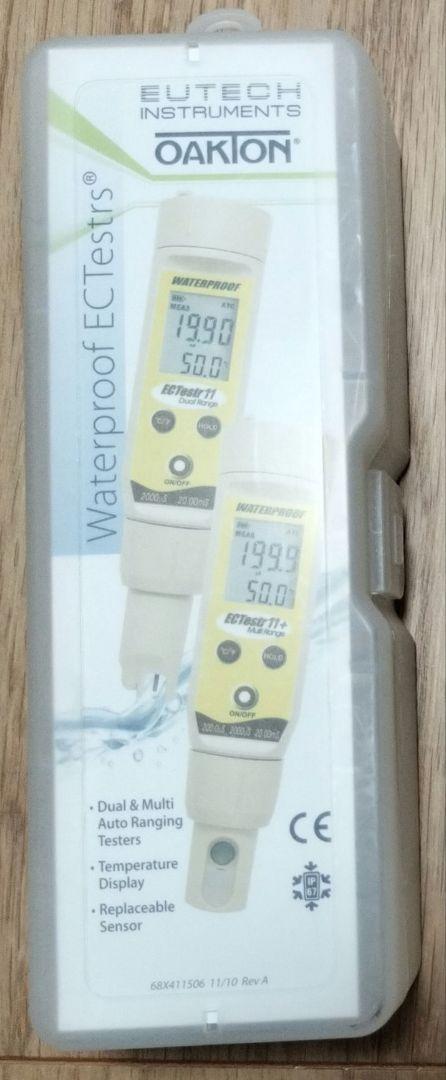 EUTECH
INSTRUMENTS
OAKTON®
Waterproof ECTestrs®
WATERPROOF
MEAS ATC
19.90
50.0
ECTestr 11
Dual Range
°C/°F
HOLD
ON/OFF
2000µS 20.00mS
WATERPROOF
MEAS ATC
199.9
50.0
ECTestr 11+
Multi Range
°C/°F
HOLD
ON/OFF
200.0µS, 2000µS 20.00mS
• Dual & Multi
Auto Ranging
Testers
• Temperature
Display
• Replaceable
Sensor
CE
IP
67
68X411506 11/10 Rev A